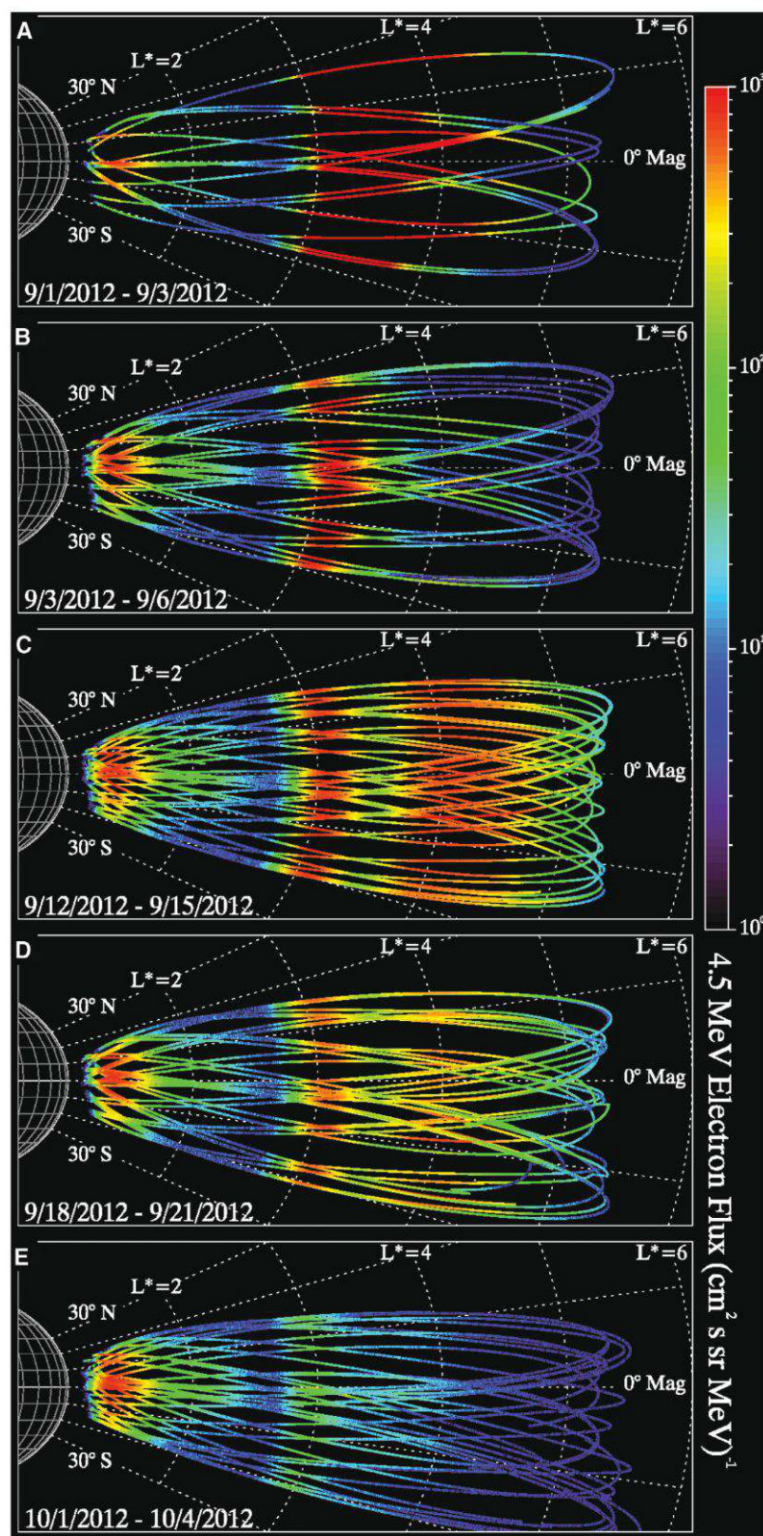 A
L*=2
L*=4
L*=6
30° N
0° Mag
30° S
9/1/2012 - 9/3/2012
B
L*=2
L*=4
L*=6
30° N
0° Mag
30° S
9/3/2012 - 9/6/2012
C
L*=2
L*=4
L*=6
30° N
0° Mag
30° S
9/12/2012 - 9/15/2012
D
L*=2
L*=4
L*=6
30° N
0° Mag
30° S
9/18/2012 - 9/21/2012
E
L*=2
L*=4
L*=6
30° N
0° Mag
30° S
10/1/2012 - 10/4/2012
10³
10²
10¹
10⁰
4.5 MeV Electron Flux (cm² s sr MeV)⁻¹